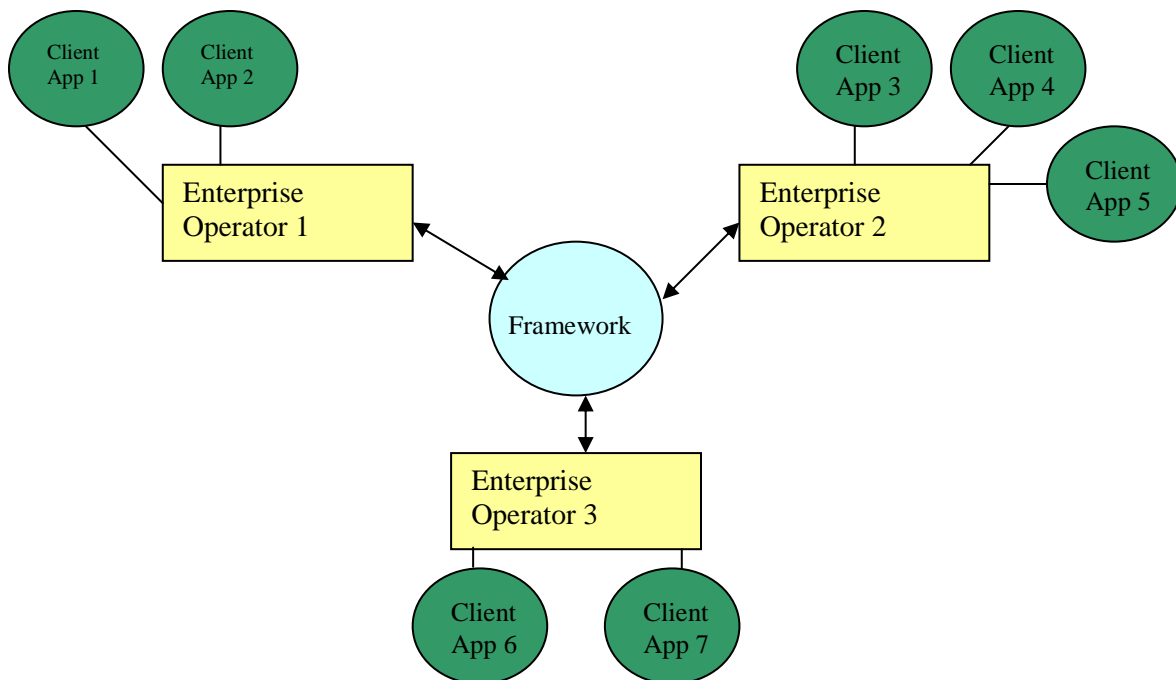 Client
App 1
Client
App 2
Client
App 3
Client
App 4
Client
App 5
Enterprise
Operator 1
Enterprise
Operator 2
Framework
Enterprise
Operator 3
Client
App 6
Client
App 7